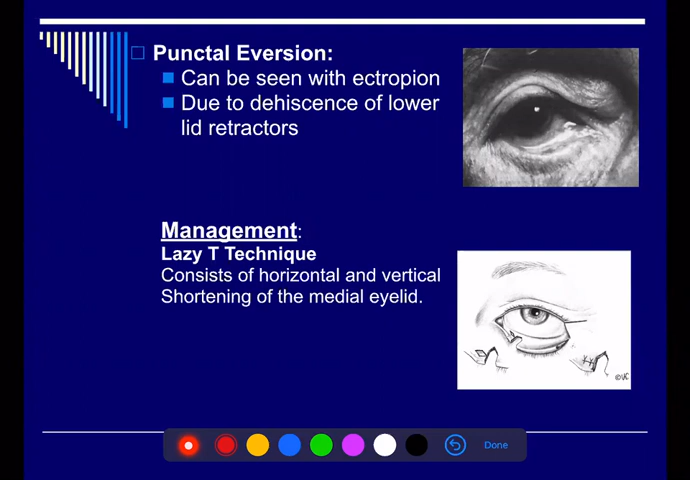 Punctal Eversion:
Can be seen with ectropion
Due to dehiscence of lower
lid retractors
Management:
Lazy T Technique
Consists of horizontal and vertical
Shortening of the medial eyelid.
Done